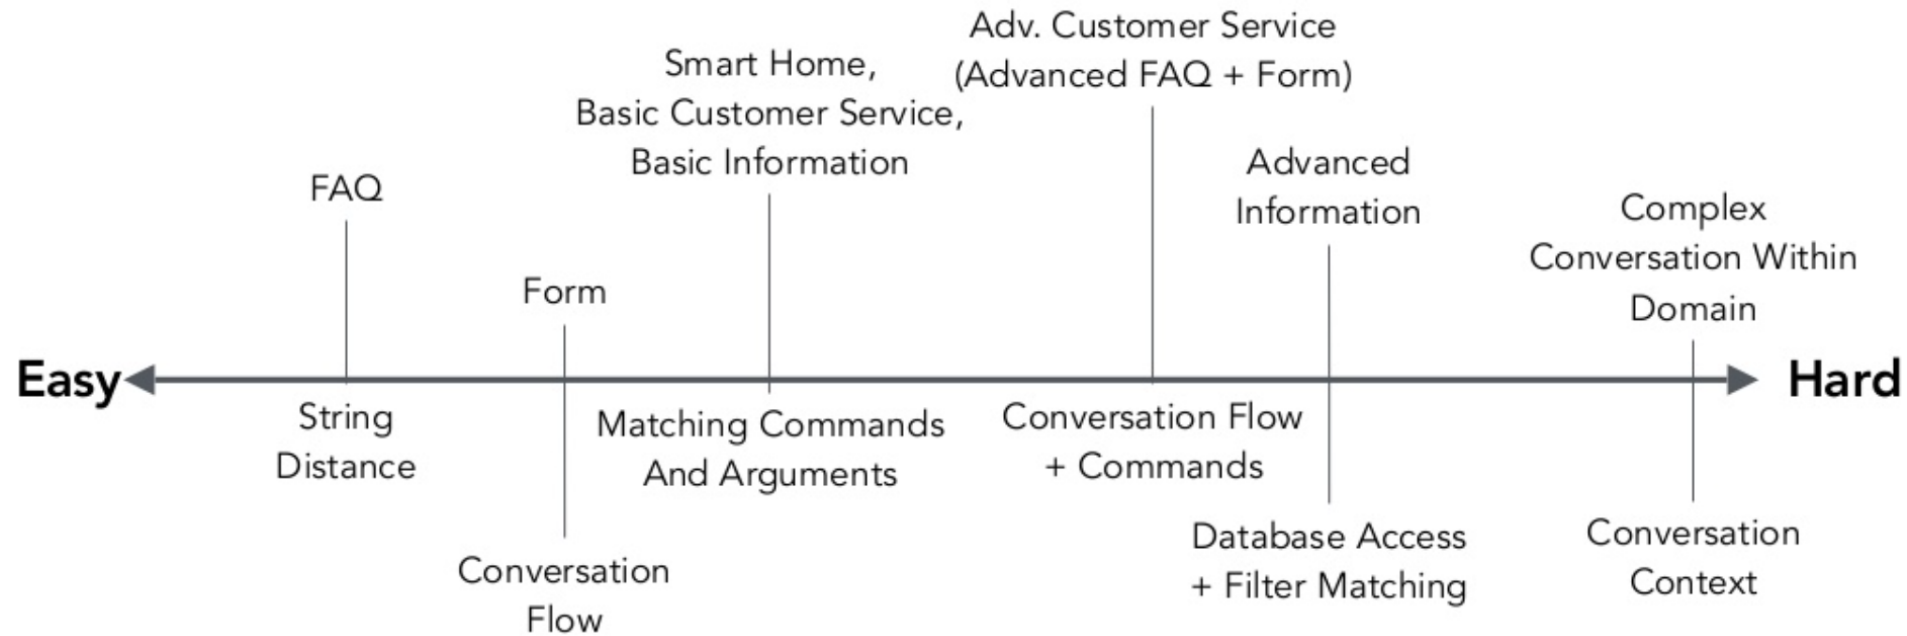 Adv. Customer Service
(Advanced FAQ + Form)
Smart Home,
Basic Customer Service,
Basic Information
Advanced
Information
FAQ
Complex
Conversation Within
Domain
Form
Easy
Hard
String
Distance
Matching Commands
And Arguments
Conversation Flow
+ Commands
Database Access
+ Filter Matching
Conversation
Context
Conversation
Flow